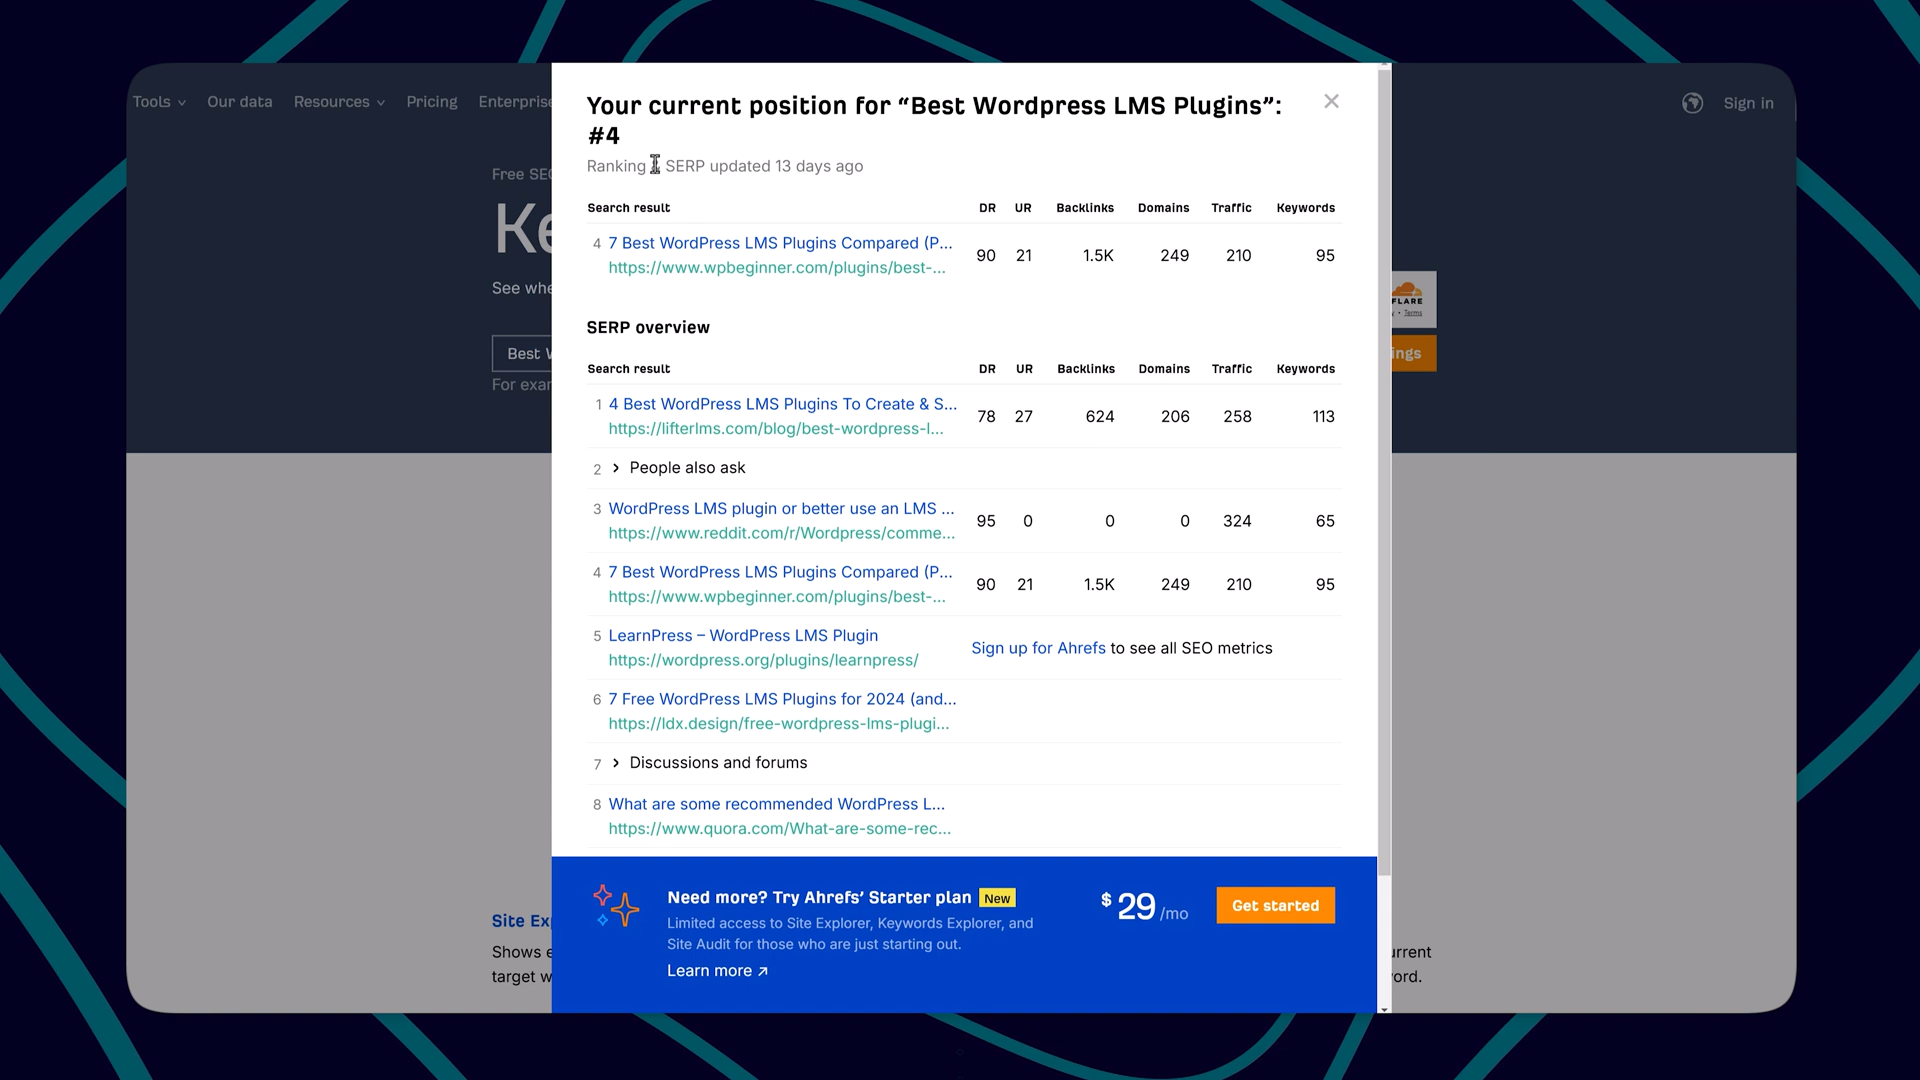 Tools Our data Resources Pricing Enterprise Sign in
Free SEO
See whe
Best W
For exam
FLARE
Terms
Your current position for “Best Wordpress LMS Plugins”:
#4
Ranking SERP updated 13 days ago
Search result DR UR Backlinks Domains Traffic Keywords
4 7 Best WordPress LMS Plugins Compared (P... 90 21 1.5K 249 210 95
https://www.wpbeginner.com/plugins/best-...
SERP overview
Search result DR UR Backlinks Domains Traffic Keywords
1 4 Best WordPress LMS Plugins To Create & S... 78 27 624 206 258 113
https://lifterlms.com/blog/best-wordpress-l...
2 People also ask
3 WordPress LMS plugin or better use an LMS ... 95 0 0 0 324 65
https://www.reddit.com/r/Wordpress/comme...
4 7 Best WordPress LMS Plugins Compared (P... 90 21 1.5K 249 210 95
https://www.wpbeginner.com/plugins/best-...
5 LearnPress – WordPress LMS Plugin Sign up for Ahrefs to see all SEO metrics
https://wordpress.org/plugins/learnpress/
6 7 Free WordPress LMS Plugins for 2024 (and...
https://ldx.design/free-wordpress-lms-plugi...
7 Discussions and forums
8 What are some recommended WordPress L...
https://www.quora.com/What-are-some-rec...
Need more? Try Ahrefs’ Starter plan New
Limited access to Site Explorer, Keywords Explorer, and
Site Audit for those who are just starting out.
Learn more ↗
$ 29 /mo Get started
Site Exp
Shows e
target w